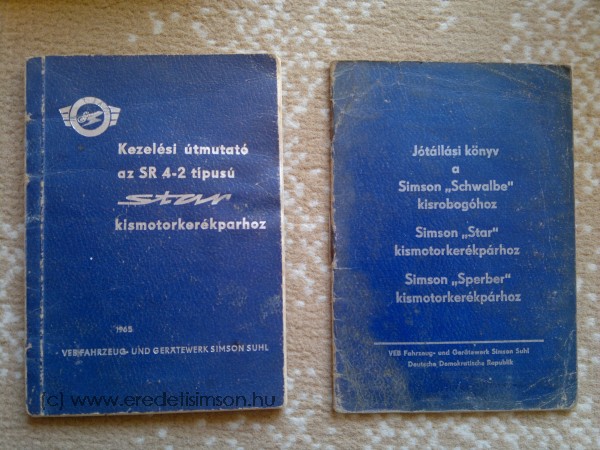 Kezelési útmutató
az SR 4-2 típusú
star
kismotorkerékparhoz
1965
VEB FAHRZEUG- UND GERÄTEWERK SIMSON SUHL
Jótállási könyv
a
Simson „Schwalbe"
kisrobogóhoz
Simson „Star"
kismotorkerékpárhoz
Simson „Sperber"
kismotorkerékpárhoz
VEB Fahrzeug- und Gerätewerk Simson Suhl
Deutsche Demokratische Republik
(c) www.eredetisimson.hu